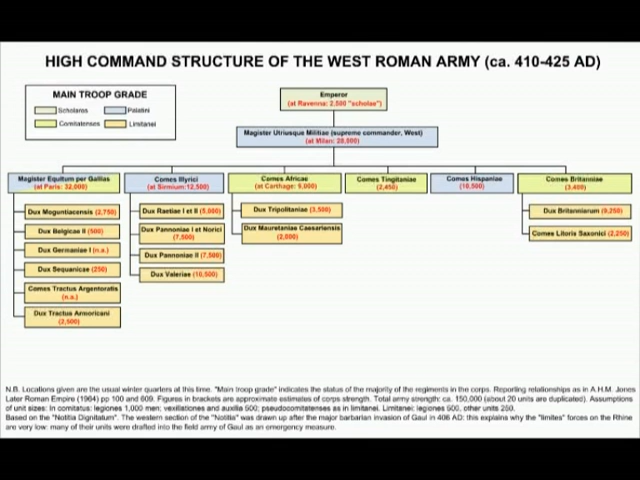 HIGH COMMAND STRUCTURE OF THE WEST ROMAN ARMY (ca. 410-425 AD)
MAIN TROOP GRADE
Scholares
Palatini
Comitatenses
Limitanei
Emperor
(at Ravenna: 2,500 "scholae")
Magister Utriusque Militiae (supreme commander, West)
(at Milan: 28,500)
Magister Equitum per Gallias
(at Paris: 32,000)
Comes Illyrici
(at Sirmium: 12,500)
Comes Africae
(at Carthage: 9,000)
Comes Tingitaniae
(2,450)
Comes Hispaniae
(10,500)
Comes Britanniae
(3,400)
Dux Moguntiacensis (2,750)
Dux Belgicae II (500)
Dux Germaniae I (n.a.)
Dux Sequanicae (250)
Comes Tractus Argentoratis
(n.a.)
Dux Tractus Armoricani
(2,500)
Dux Raetiae I et II (5,000)
Dux Pannoniae I et Norici
(7,500)
Dux Pannoniae II (7,500)
Dux Valeriae (10,500)
Dux Tripolitaniae (3,500)
Dux Mauretaniae Caesariensis
(2,000)
Dux Britanniarum (9,250)
Comes Litoris Saxonici (2,250)
N.B. Locations given are the usual winter quarters at this time. "Main troop grade" indicates the status of the majority of the regiments in the corps. Reporting relationships as in A.H.M. Jones
Later Roman Empire (1964) pp 100 and 609. Figures in brackets are approximate estimates of corps strength. Total army strength: ca. 150,000 (about 20 units are duplicated). Assumptions
of unit sizes: In comitatus: legiones 1,000 men; vexillationes and auxilia 500; pseudocomitatenses as in limitanei. Limitanei: legiones 500, other units 250.
Based on the "Notitia Dignitatum". The western section of the "Notitia" was drawn up after the major barbarian invasion of Gaul in 406 AD: this explains why the "limites" forces on the Rhine
are very low: many of their units were drafted into the field army of Gaul as an emergency measure.